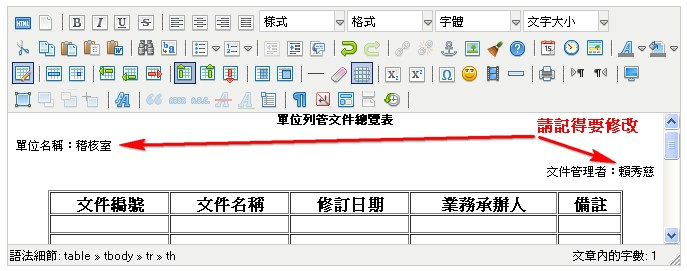 HTML
樣式 格式 字體 文字大小
單位列管文件總覽表
請記得要修改
單位名稱：稽核室
文件管理者：賴秀慈
文件編號 文件名稱 修訂日期 業務承辦人 備註
語法細節: table » tbody » tr » th 文章內的字數: 1